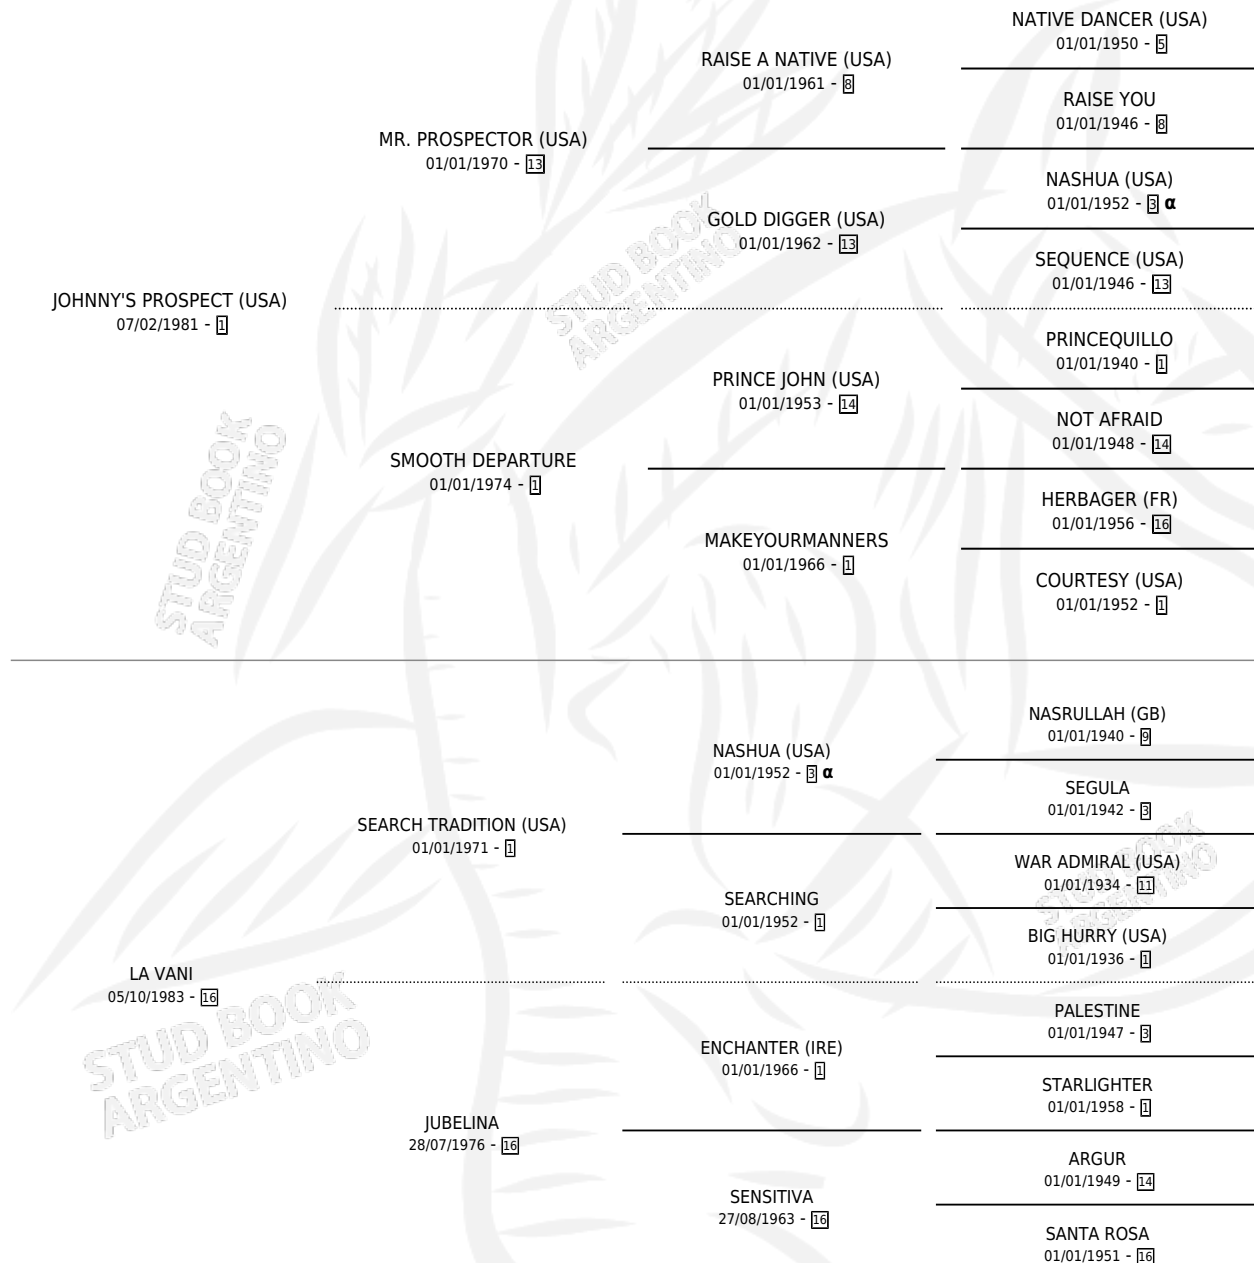 NATIVE DANCER (USA)
01/01/1950 - 5
RAISE A NATIVE (USA)
01/01/1961 - 8
RAISE YOU
01/01/1946 - 8
MR. PROSPECTOR (USA)
01/01/1970 - 13
NASHUA (USA)
01/01/1952 - 3 α
GOLD DIGGER (USA)
01/01/1962 - 13
SEQUENCE (USA)
01/01/1946 - 13
JOHNNY'S PROSPECT (USA)
07/02/1981 - 1
STUD BOOK
ARGENTINO
PRINCEQUILLO
01/01/1940 - 1
PRINCE JOHN (USA)
01/01/1953 - 14
NOT AFRAID
01/01/1948 - 14
SMOOTH DEPARTURE
01/01/1974 - 1
HERBAGER (FR)
01/01/1956 - 16
MAKEYOURMANNERS
01/01/1966 - 1
COURTESY (USA)
01/01/1952 - 1
STUD BOOK
ARGENTINO
NASRULLAH (GB)
01/01/1940 - 9
NASHUA (USA)
01/01/1952 - 3 α
SEGULA
01/01/1942 - 3
SEARCH TRADITION (USA)
01/01/1971 - 1
WAR ADMIRAL (USA)
01/01/1934 - 11
SEARCHING
01/01/1952 - 1
BIG HURRY (USA)
01/01/1936 - 1
STUD BOOK
ARGENTINO
LA VANI
05/10/1983 - 16
PALESTINE
01/01/1947 - 3
ENCHANTER (IRE)
01/01/1966 - 1
STARLIGHTER
01/01/1958 - 1
STUD BOOK
ARGENTINO
JUBELINA
28/07/1976 - 16
ARGUR
01/01/1949 - 14
SENSITIVA
27/08/1963 - 16
SANTA ROSA
01/01/1951 - 16